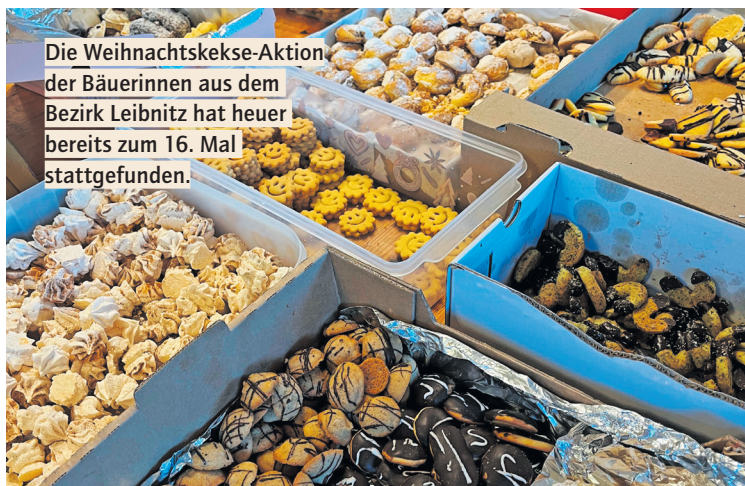 Die Weihnachtskekse-Aktion
der Bäuerinnen aus dem
Bezirk Leibnitz hat heuer
bereits zum 16. Mal
stattgefunden.